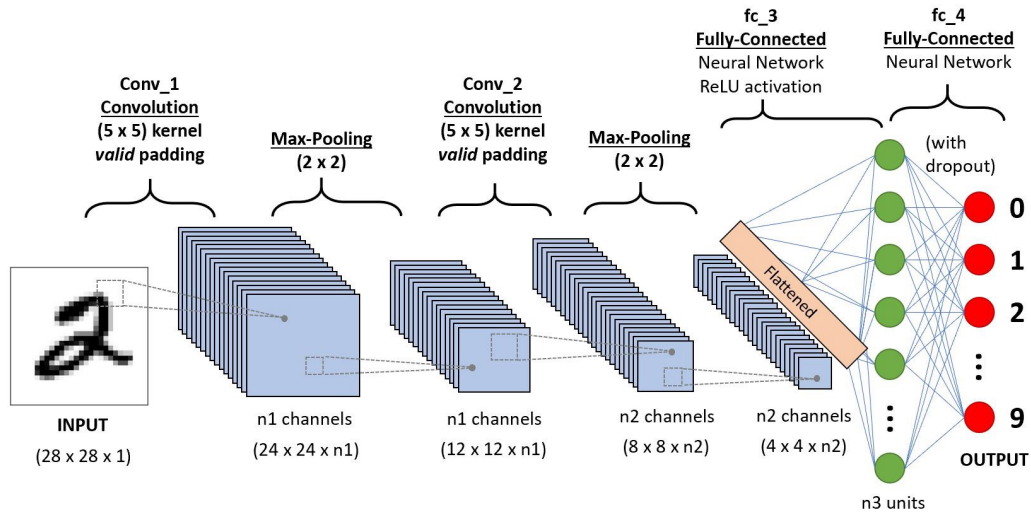 fc_3
Fully-Connected
Neural Network
ReLU activation
fc_4
Fully-Connected
Neural Network
Conv_1
Convolution
(5 x 5) kernel
valid padding
Max-Pooling
(2 x 2)
Conv_2
Convolution
(5 x 5) kernel
valid padding
Max-Pooling
(2 x 2)
(with
dropout)
0
1
2
9
Flattened
INPUT
(28 x 28 x 1)
n1 channels
(24 x 24 x n1)
n1 channels
(12 x 12 x n1)
n2 channels
(8 x 8 x n2)
n2 channels
(4 x 4 x n2)
OUTPUT
n3 units
2